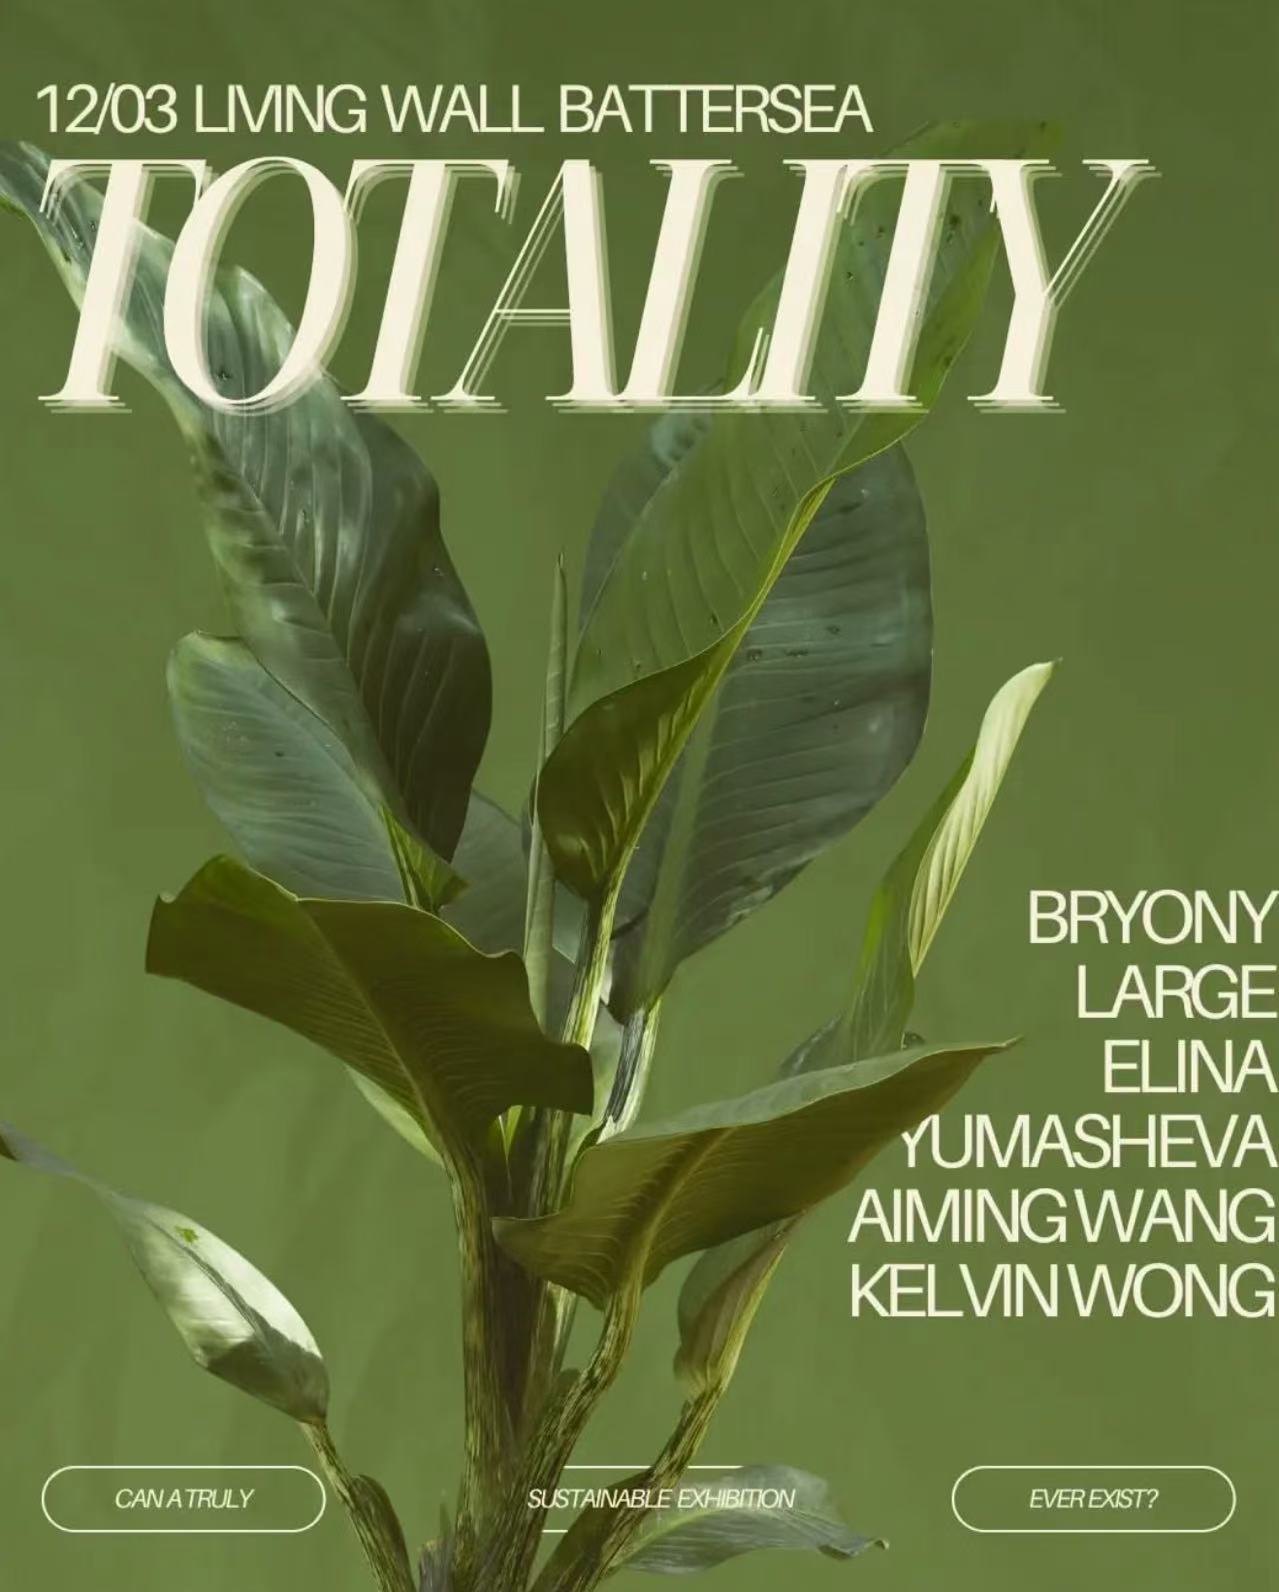 12/03 LIVING WALL BATTERSEA
TOTALITY
BRYONY
LARGE
ELINA
YUMASHEVA
AIMING WANG
KELVIN WONG
CAN A TRULY
SUSTAINABLE EXHIBITION
EVER EXIST?